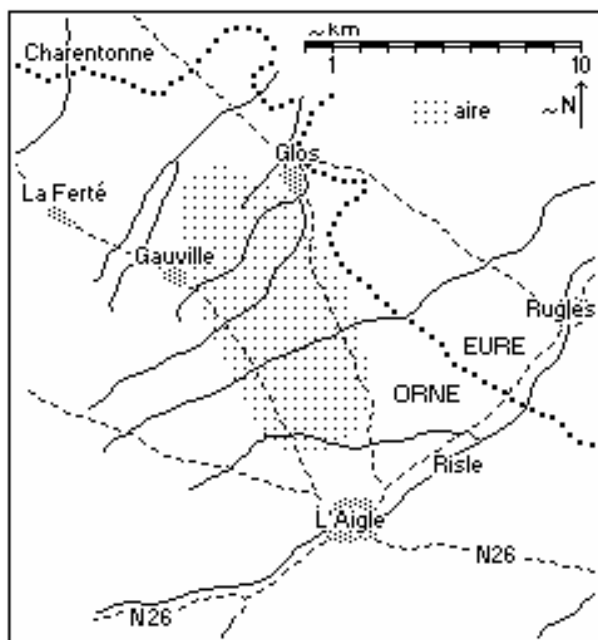 ~km
Charentonne
1
10
aire
~N
Glos
La Ferté
Gauville
Rugles
EURE
ORNE
Risle
L'Aigle
N26
N26